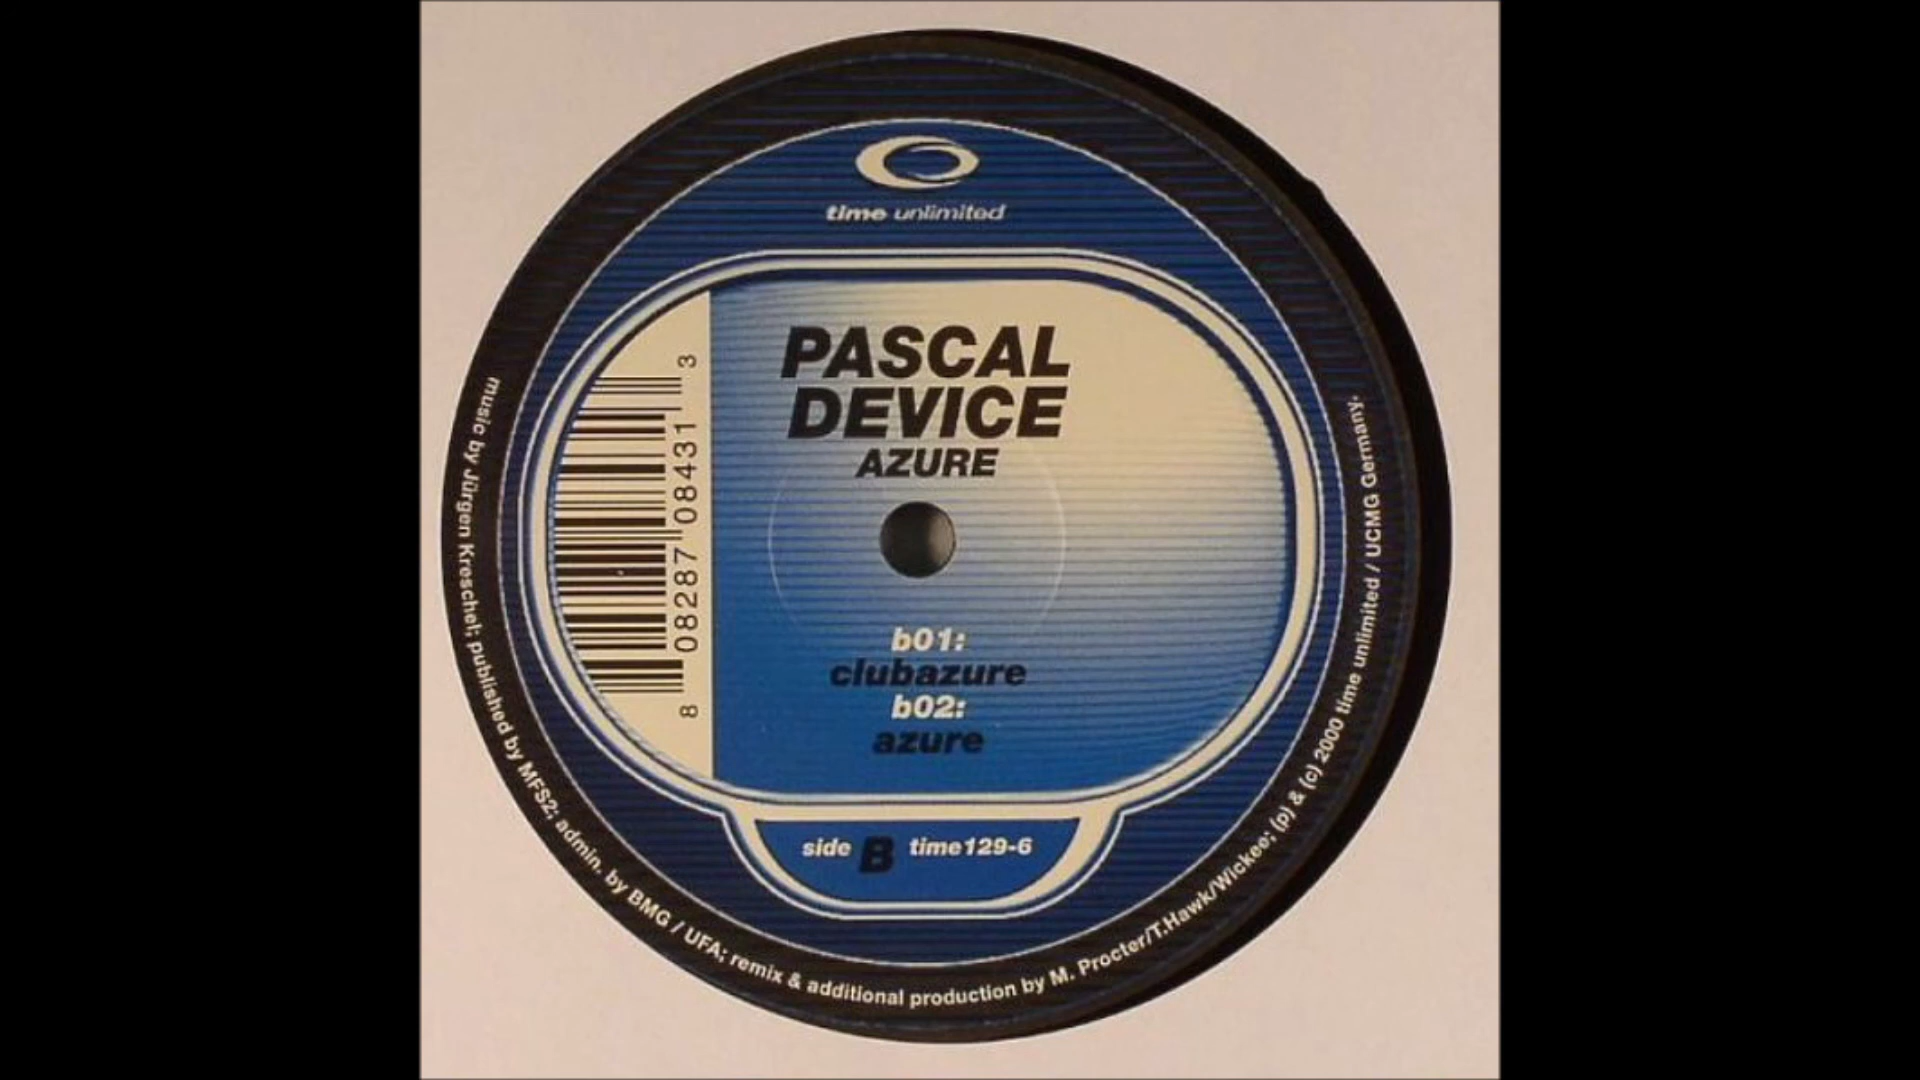 time unlimited
PASCAL
DEVICE
AZURE
8 08287 08431 3
b01:
clubazure
b02:
azure
side B time129-6
music by Jürgen Kreschel; published by MFS2; admin. by BMG / UFA; remix & additional production by M. Procter/T.Hawk/Wickee; (p) & (c) 2000 time unlimited / UCMG Germany.